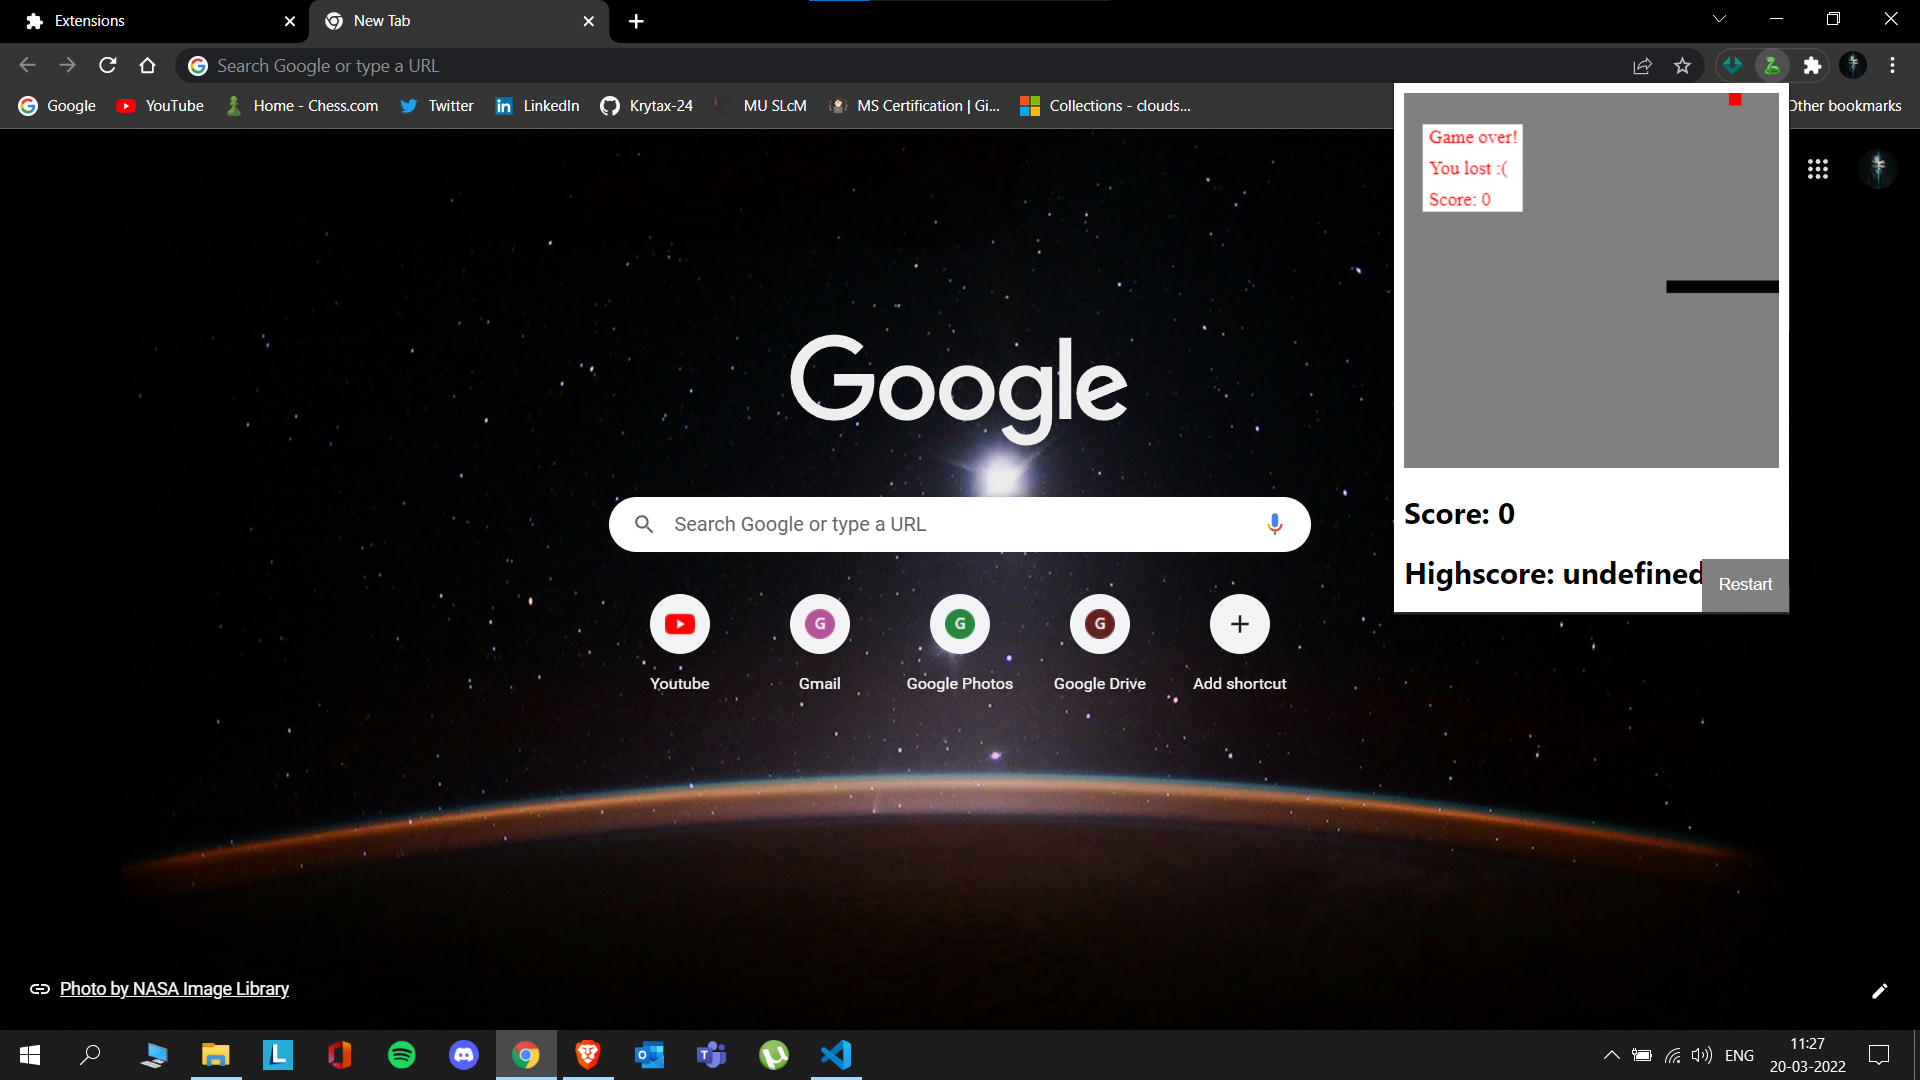 Extensions
New Tab
Search Google or type a URL
Google
YouTube
Home - Chess.com
Twitter
LinkedIn
Krytax-24
MU SLcM
MS Certification | Gi...
Collections - clouds...
Other bookmarks
Game over!
You lost :(
Score: 0
Score: 0
Highscore: undefined
Restart
Google
Search Google or type a URL
G
G
G
Youtube
Gmail
Google Photos
Google Drive
Add shortcut
Photo by NASA Image Library
ENG
11:27
20-03-2022